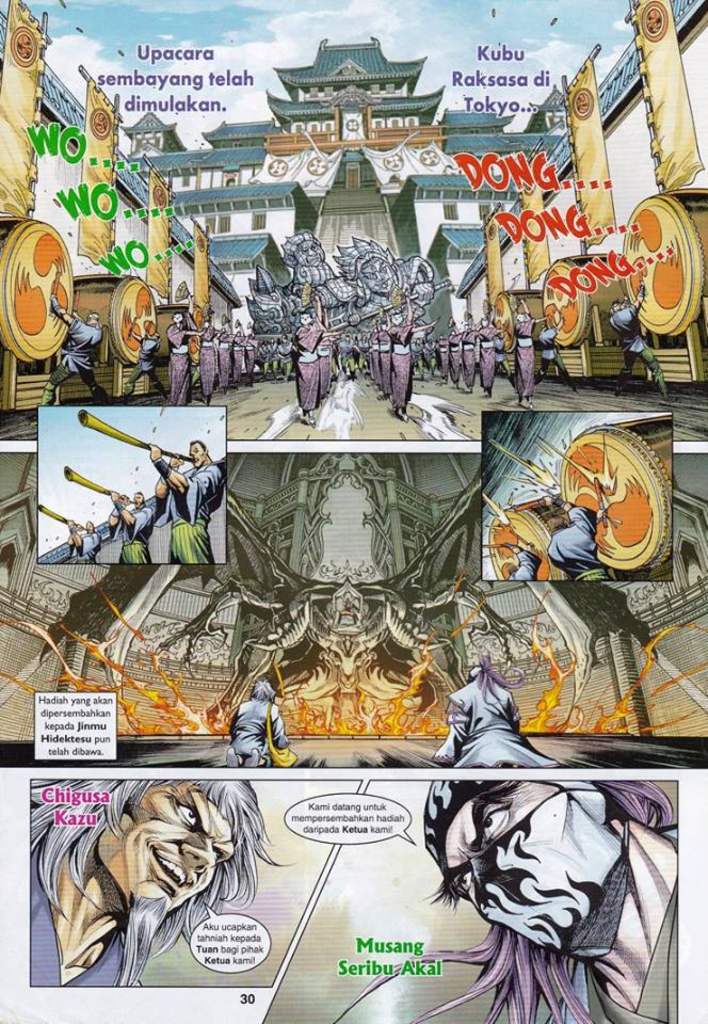 Upacara
sembayang telah
dimulakan.
Kubu
Raksasa di
Tokyo...
WO....
WO....
WO....
DONG....
DONG....
DONG....
Hadiah yang akan
dipersembahkan
kepada Jinmu
Hidektesu pun
telah dibawa.
Chigusa
Kazu
Kami datang untuk
mempersembahkan hadiah
daripada Ketua kami!
Aku ucapkan
tahniah kepada
Tuan bagi pihak
Ketua kami!
Musang
Seribu Akal
30